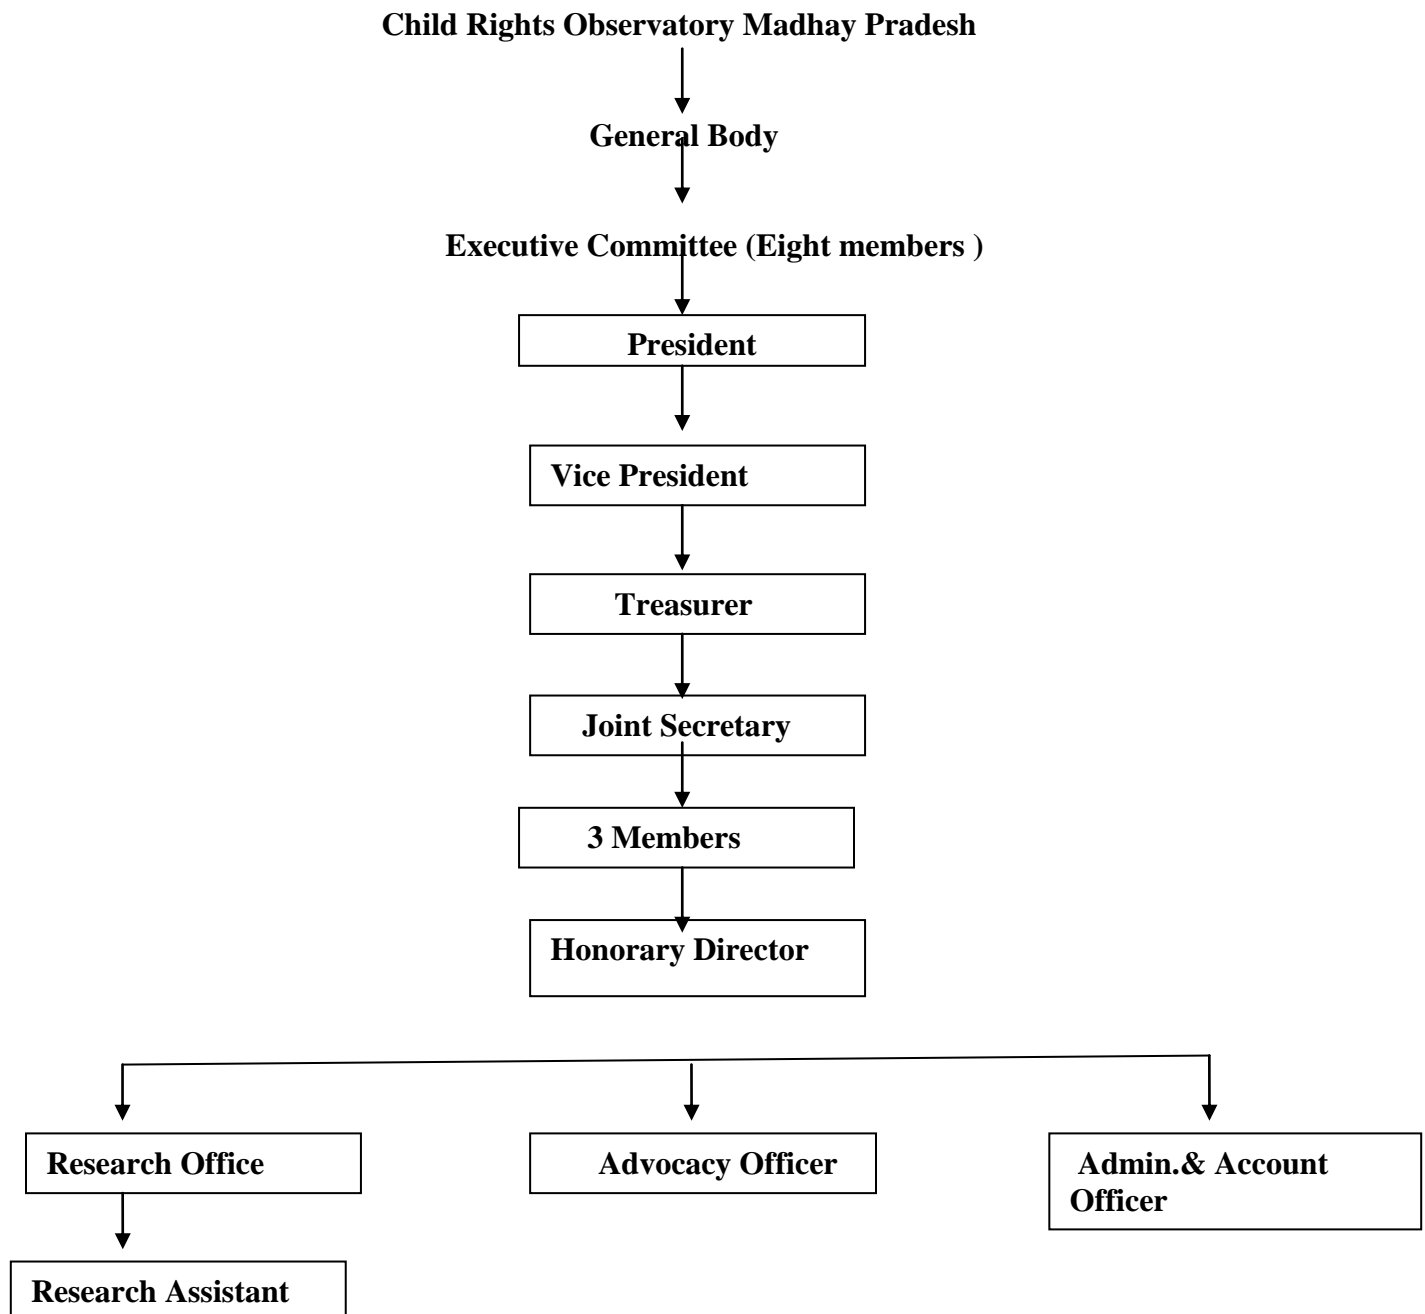 Child Rights Observatory Madhay Pradesh
General Body
Executive Committee (Eight members )
President
Vice President
Treasurer
Joint Secretary
3 Members
Honorary Director
Research Office
Advocacy Officer
Admin.& Account
Officer
Research Assistant